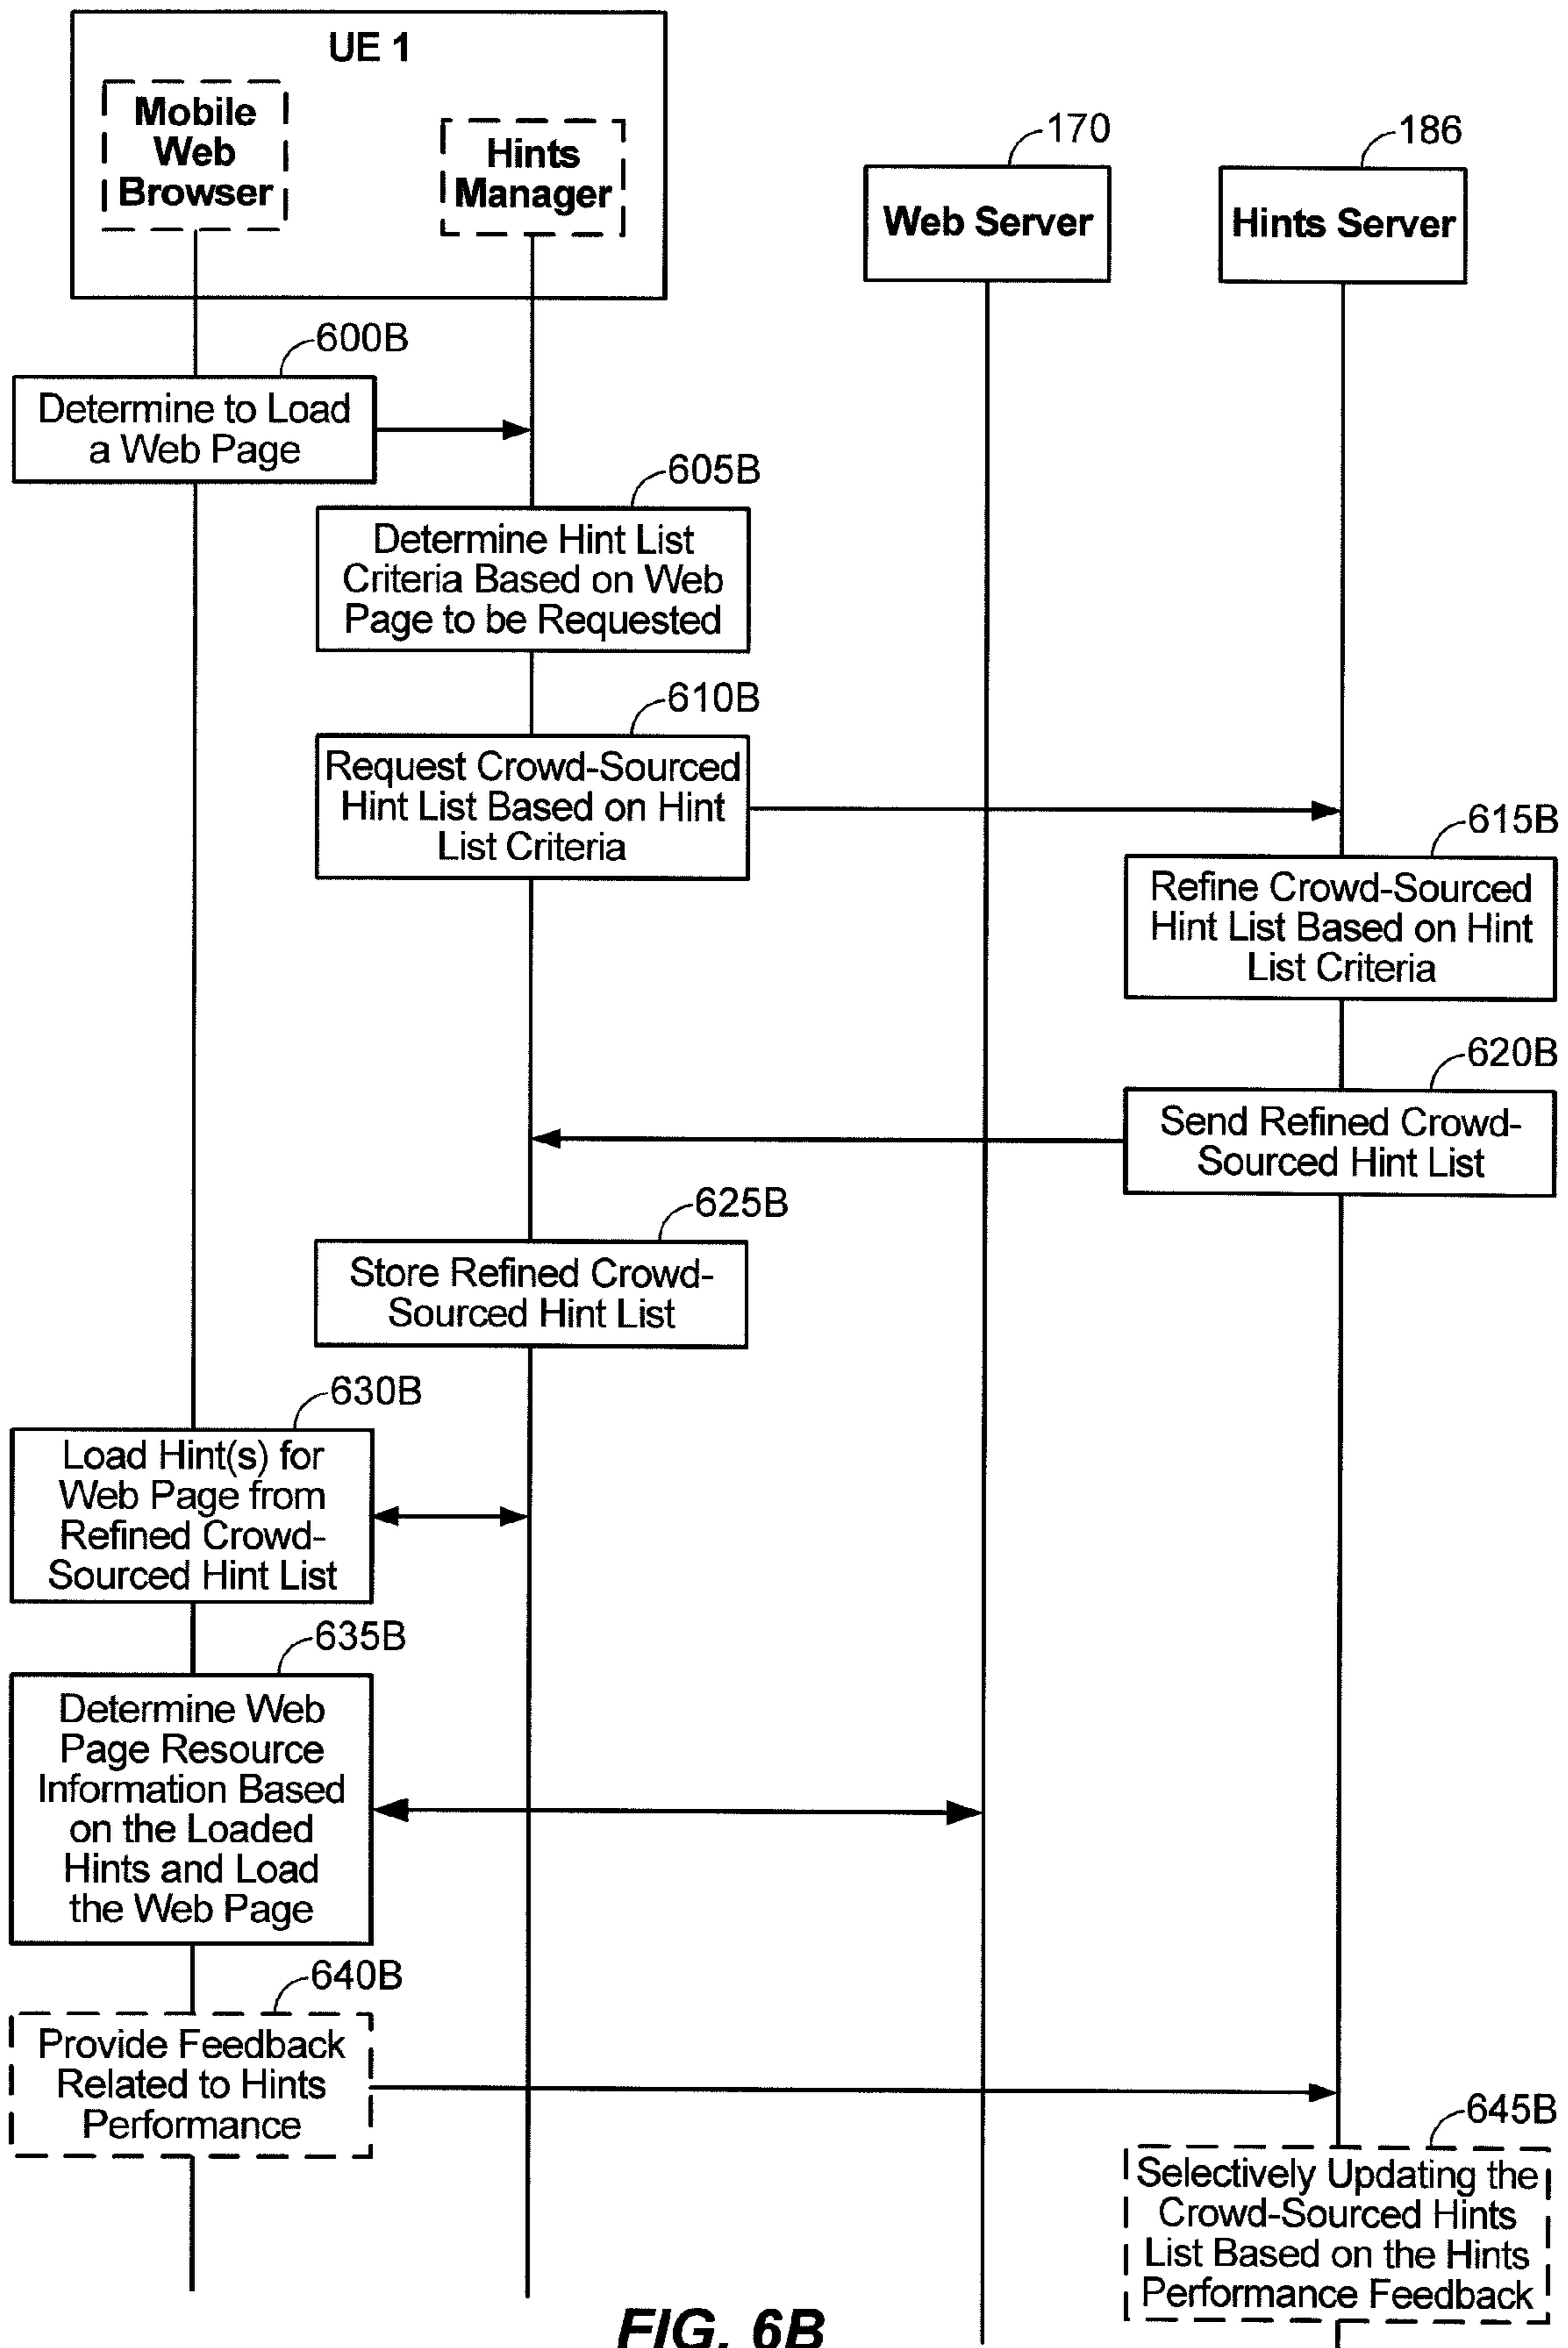 UE 1
Mobile
Web
Browser
Hints
Manager
170
Web Server
186
Hints Server
600B
Determine to Load
a Web Page
605B
Determine Hint List
Criteria Based on Web
Page to be Requested
610B
Request Crowd-Sourced
Hint List Based on Hint
List Criteria
615B
Refine Crowd-Sourced
Hint List Based on Hint
List Criteria
620B
Send Refined Crowd-
Sourced Hint List
625B
Store Refined Crowd-
Sourced Hint List
630B
Load Hint(s) for
Web Page from
Refined Crowd-
Sourced Hint List
635B
Determine Web
Page Resource
Information Based
on the Loaded
Hints and Load
the Web Page
640B
Provide Feedback
Related to Hints
Performance
645B
Selectively Updating the
Crowd-Sourced Hints
List Based on the Hints
Performance Feedback
FIG. 6B